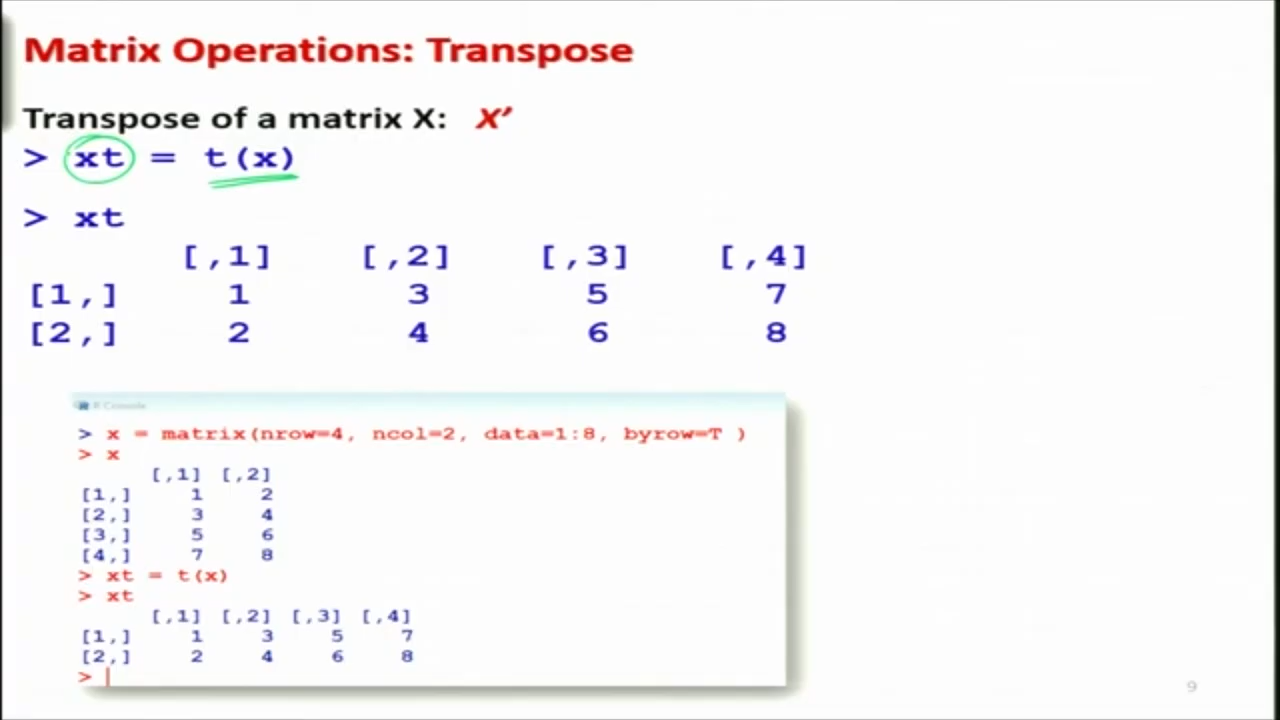 Matrix Operations: Transpose
Transpose of a matrix X: X’
> xt = t(x)
> xt
[,1] [,2] [,3] [,4]
[1,] 1 3 5 7
[2,] 2 4 6 8
R Console
> x = matrix(nrow=4, ncol=2, data=1:8, byrow=T )
> x
[,1] [,2]
[1,] 1 2
[2,] 3 4
[3,] 5 6
[4,] 7 8
> xt = t(x)
> xt
[,1] [,2] [,3] [,4]
[1,] 1 3 5 7
[2,] 2 4 6 8
> |
9